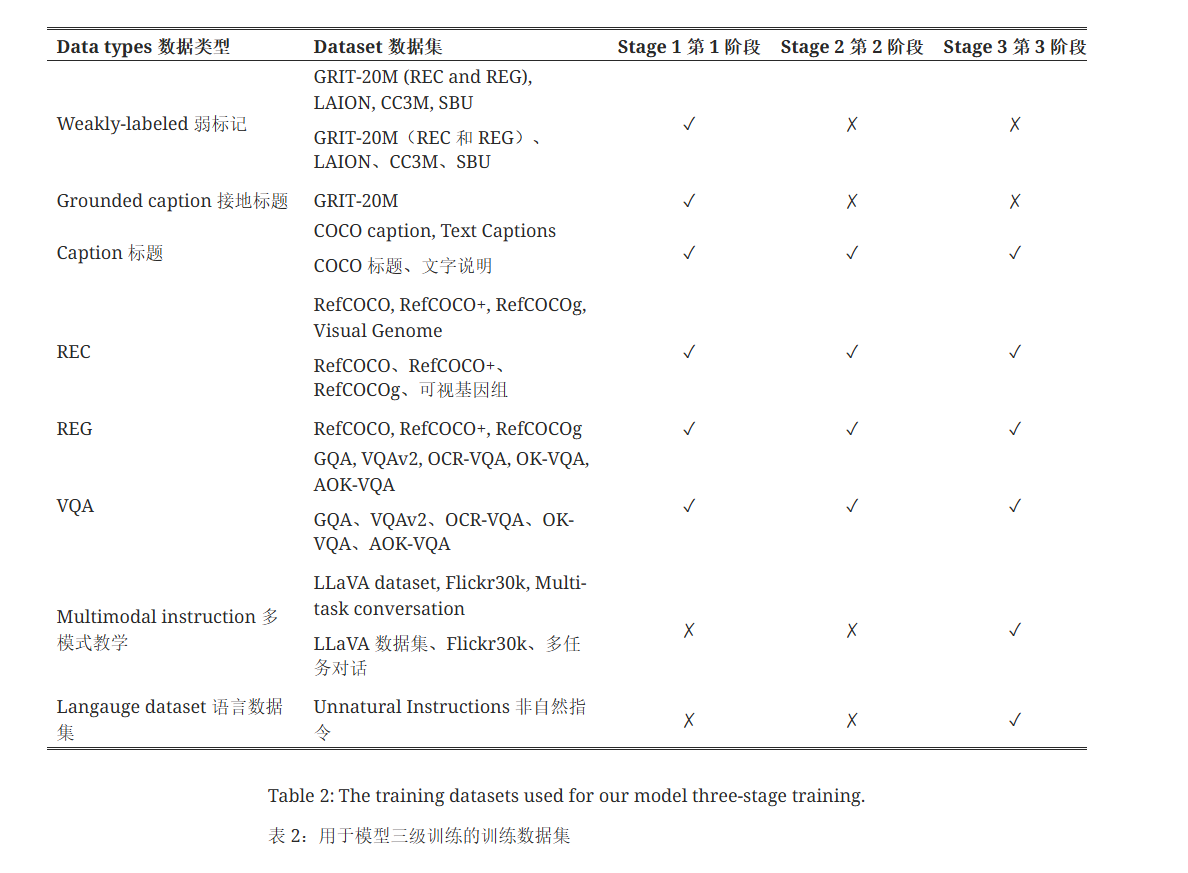 Data types 数据类型 Dataset 数据集 Stage 1 第 1 阶段 Stage 2 第 2 阶段 Stage 3 第 3 阶段
GRIT-20M (REC and REG),
LAION, CC3M, SBU
Weakly-labeled 弱标记 ✓ ✗ ✗
GRIT-20M（REC 和 REG）、
LAION、CC3M、SBU
Grounded caption 接地标题 GRIT-20M ✓ ✗ ✗
COCO caption, Text Captions
Caption 标题 ✓ ✓ ✓
COCO 标题、文字说明
RefCOCO, RefCOCO+, RefCOCOg,
Visual Genome
REC ✓ ✓ ✓
RefCOCO、RefCOCO+、
RefCOCOg、可视基因组
REG RefCOCO, RefCOCO+, RefCOCOg ✓ ✓ ✓
GQA, VQAv2, OCR-VQA, OK-VQA,
AOK-VQA
VQA ✓ ✓ ✓
GQA、VQAv2、OCR-VQA、OK-
VQA、AOK-VQA
LLaVA dataset, Flickr30k, Multi-
task conversation
Multimodal instruction 多
模式教学 ✗ ✗ ✓
LLaVA 数据集、Flickr30k、多任
务对话
Langauge dataset 语言数据 Unnatural Instructions 非自然指
集 令 ✗ ✗ ✓
Table 2: The training datasets used for our model three-stage training.
表 2：用于模型三级训练的训练数据集